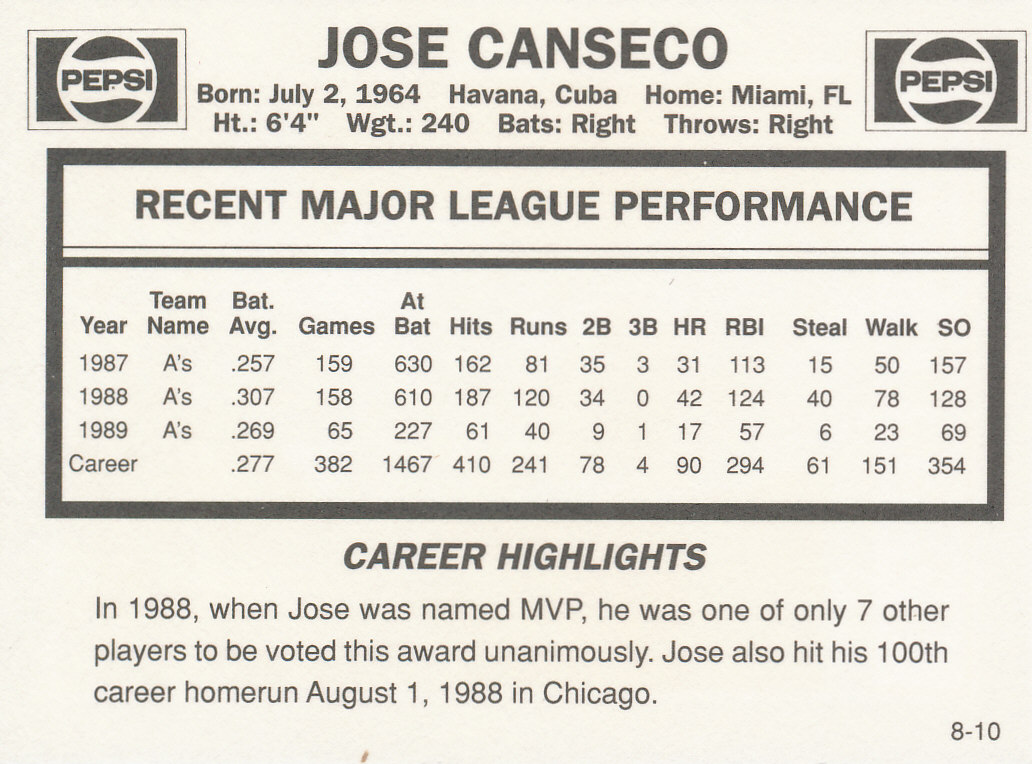 JOSE CANSECO
PEPSI
PEPSI
Born: July 2, 1964 Havana, Cuba Home: Miami, FL
Ht.: 6'4" Wgt.: 240 Bats: Right Throws: Right
RECENT MAJOR LEAGUE PERFORMANCE
Team Bat. At
Year Name Avg. Games Bat Hits Runs 2B 3B HR RBI Steal Walk SO
1987 A's .257 159 630 162 81 35 3 31 113 15 50 157
1988 A's .307 158 610 187 120 34 0 42 124 40 78 128
1989 A's .269 65 227 61 40 9 1 17 57 6 23 69
Career .277 382 1467 410 241 78 4 90 294 61 151 354
CAREER HIGHLIGHTS
In 1988, when Jose was named MVP, he was one of only 7 other
players to be voted this award unanimously. Jose also hit his 100th
career homerun August 1, 1988 in Chicago.
8-10